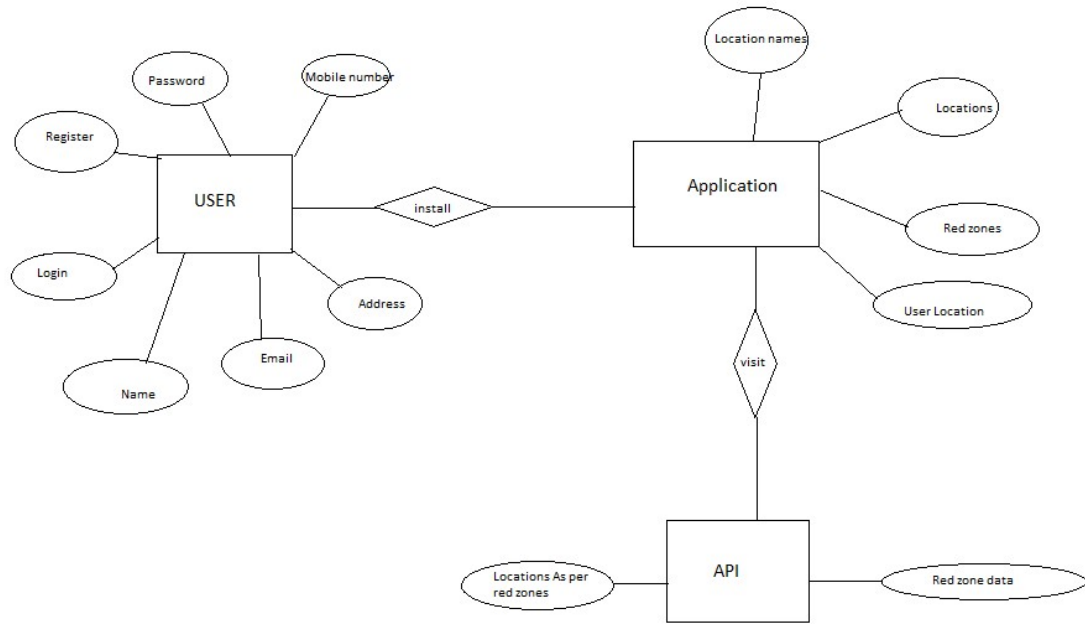 Location names
Password
Mobile number
Locations
Register
Application
USER
install
Red zones
Login
Address
User Location
Email
visit
Name
API
Locations As per
red zones
Red zone data